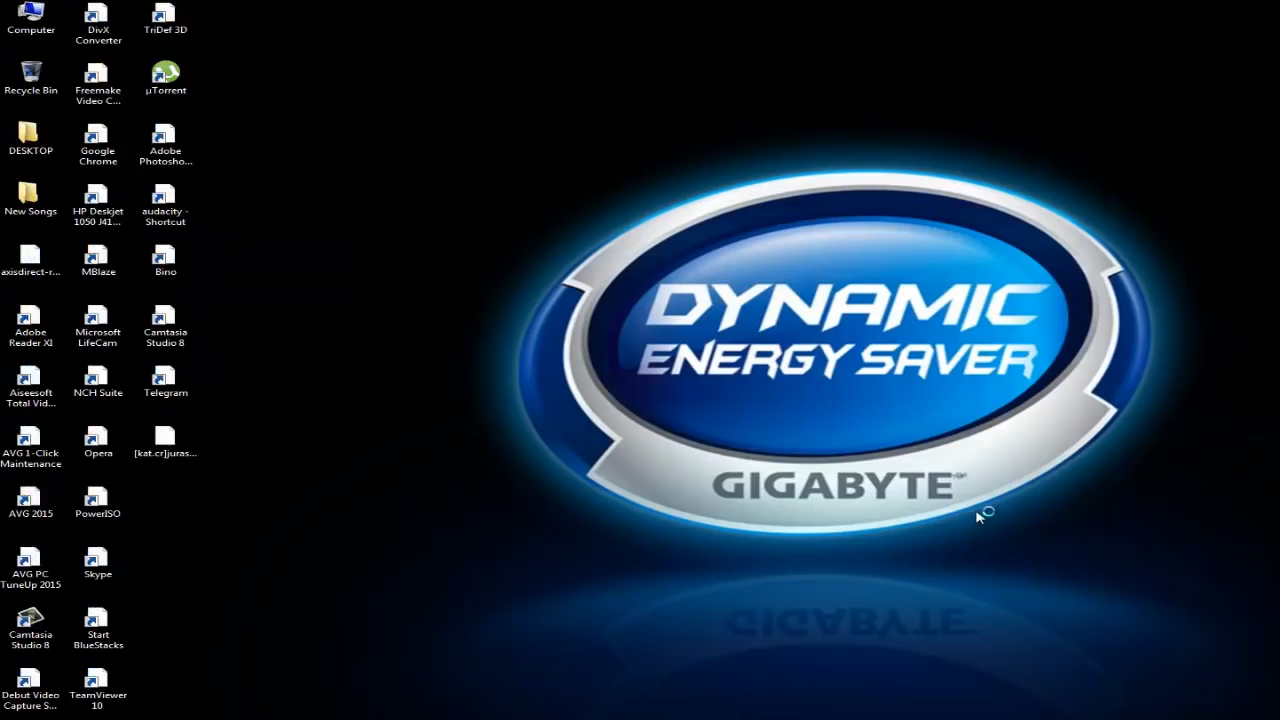 Computer
Recycle Bin
DESKTOP
New Songs
axisdirect-r...
Adobe
Reader XI
Aiseesoft
Total Vid...
AVG 1-Click
Maintenance
AVG 2015
AVG PC
TuneUp 2015
Camtasia
Studio 8
Debut Video
Capture S...
DivX
Converter
Freemake
Video C...
Google
Chrome
HP Deskjet
1050 J41...
MBlaze
Microsoft
LifeCam
NCH Suite
Opera
PowerISO
Skype
Start
BlueStacks
TeamViewer
10
TriDef 3D
µTorrent
Adobe
Photosho...
audacity -
Shortcut
Bino
Camtasia
Studio 8
Telegram
[kat.cr]juras...
DYNAMIC
ENERGY SAVER
GIGABYTE
GIGABYTE